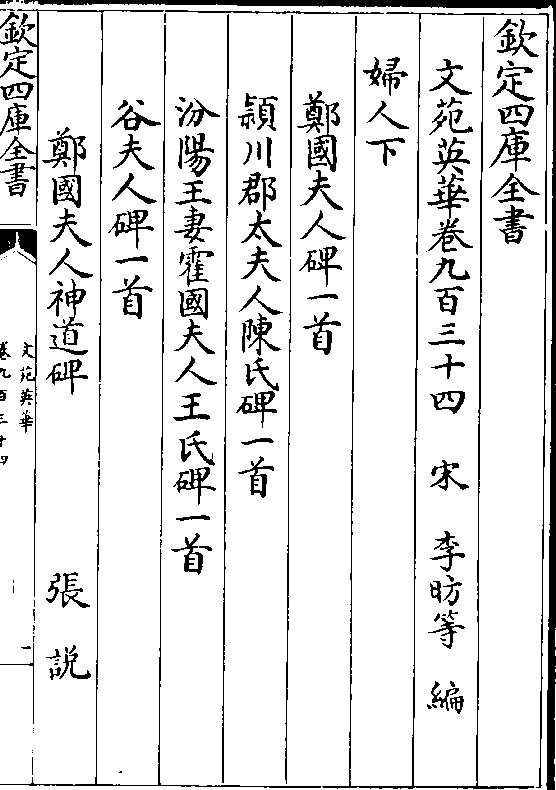 欽定四庫全書
文苑英華卷九百三十四　宋　李昉等　編
婦人下
鄭國夫人碑一首
潁川郡太夫人陳氏碑一首
汾陽王妻霍國夫人王氏碑一首
谷夫人碑一首
鄭國夫人神道碑　張說
欽定四庫全書
文苑英華
卷九百三十四
一